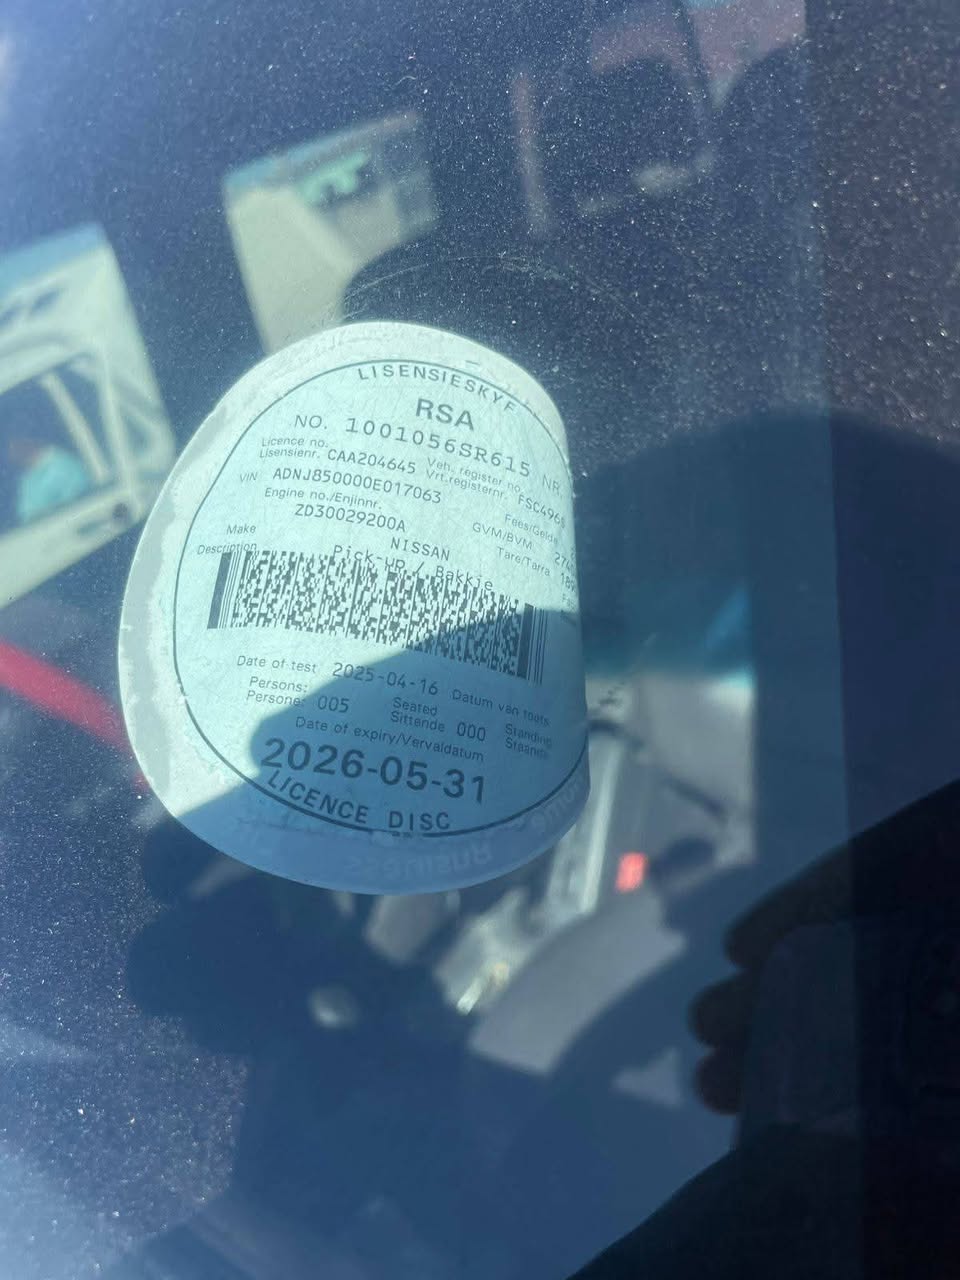 LISENSIESKYF
RSA
NO. 1001056SR615 NR.
Licence no.
Lisensienr. CAA204645
Veh. register no.
Vrt.registernr.
VIN ADNJ850000E017063
Engine no./Enjinnr.
ZD30029200A
Fees/Gelde
GVM/BVM
Tare/Tarra
Make NISSAN
Description Pick-up / Bakkie
Date of test 2025-04-16 Datum van toets
Persons:
Persone: 005
Seated
Sittende 000
Standing
Staande
Date of expiry/Vervaldatum
2026-05-31
LICENCE DISC